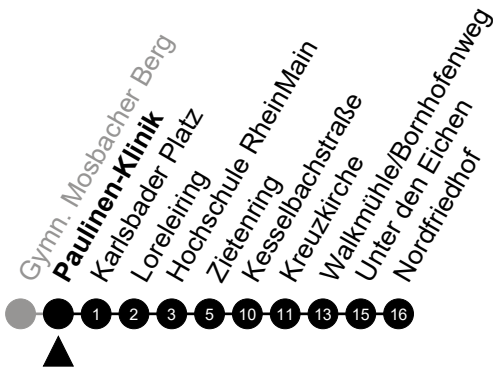 Gymn. Mosbacher Berg
Paulinen-Klinik
Karlsbader Platz
Loreleiring
Hochschule RheinMain
Zietenring
Kesselbachstraße
Kreuzkirche
Walkmühle/Bornhofenweg
Unter den Eichen
Nordfriedhof
1 2 3 5 10 11 13 15 16